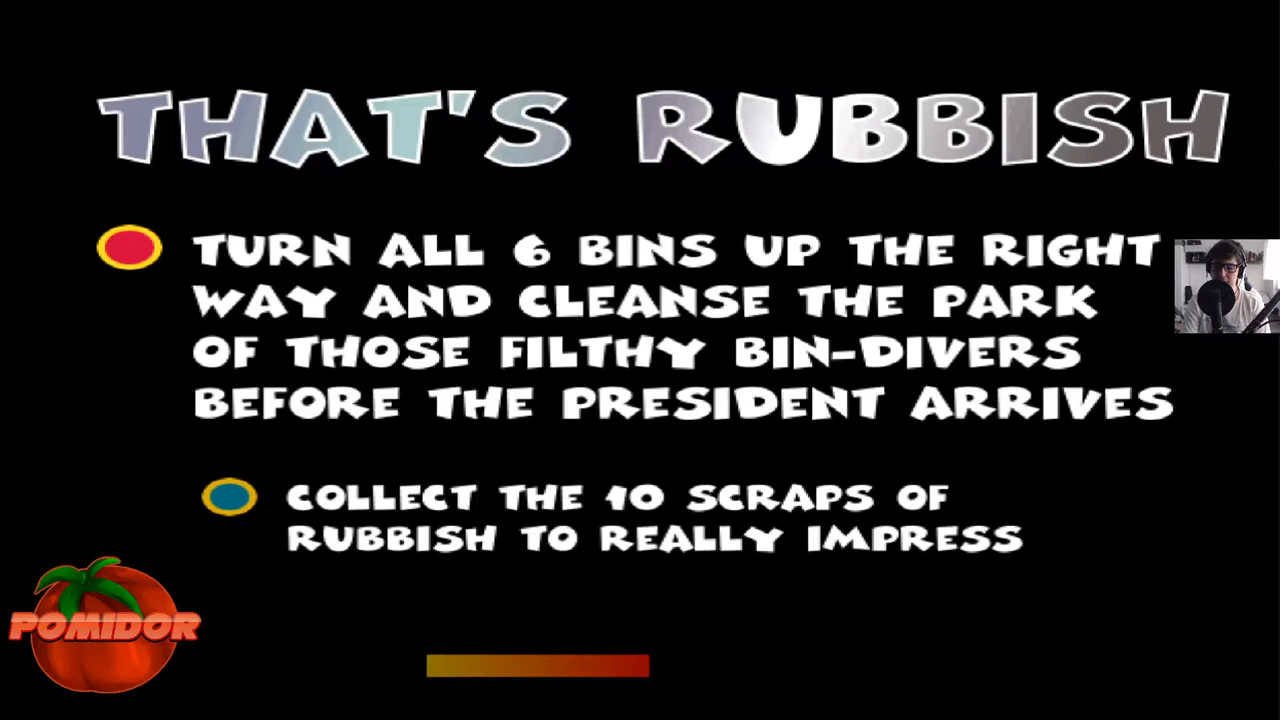 THAT'S RUBBISH
TURN ALL 6 BINS UP THE RIGHT
WAY AND CLEANSE THE PARK
OF THOSE FILTHY BIN-DIVERS
BEFORE THE PRESIDENT ARRIVES
COLLECT THE 10 SCRAPS OF
RUBBISH TO REALLY IMPRESS
POMIDOR